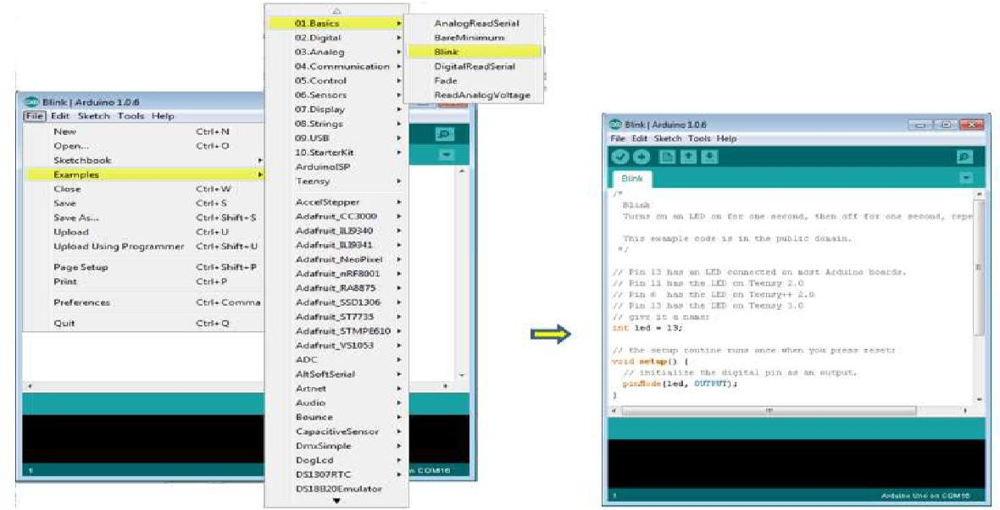 Blink | Arduino 1.0.6
File Edit Sketch Tools Help
New Ctrl+N
Open... Ctrl+O
Sketchbook
Examples
Close Ctrl+W
Save Ctrl+S
Save As... Ctrl+Shift+S
Upload Ctrl+U
Upload Using Programmer Ctrl+Shift+U
Page Setup Ctrl+Shift+P
Print Ctrl+P
Preferences Ctrl+Comma
Quit Ctrl+Q
1
on COM16
01.Basics
02.Digital
03.Analog
04.Communication
05.Control
06.Sensors
07.Display
08.Strings
09.USB
10.StarterKit
ArduinoISP
Teensy
AccelStepper
Adafruit_CC3000
Adafruit_ILI9340
Adafruit_ILI9341
Adafruit_NeoPixel
Adafruit_nRF8001
Adafruit_RA8875
Adafruit_SSD1306
Adafruit_ST7735
Adafruit_STMPE610
Adafruit_VS1053
ADC
AltSoftSerial
Artnet
Audio
Bounce
CapacitiveSensor
DmxSimple
DogLcd
DS1307RTC
DS18B20Emulator
AnalogReadSerial
BareMinimum
Blink
DigitalReadSerial
Fade
ReadAnalogVoltage
Blink | Arduino 1.0.6
File Edit Sketch Tools Help
Blink
/*
Blink
Turns on an LED on for one second, then off for one second, repe
This example code is in the public domain.
*/
// Pin 13 has an LED connected on most Arduino boards.
// Pin 11 has the LED on Teensy 2.0
// Pin 6 has the LED on Teensy++ 2.0
// Pin 13 has the LED on Teensy 3.0
// give it a name:
int led = 13;
// the setup routine runs once when you press reset:
void setup() {
// initialize the digital pin as an output.
pinMode(led, OUTPUT);
}
1
Arduino Uno on COM16